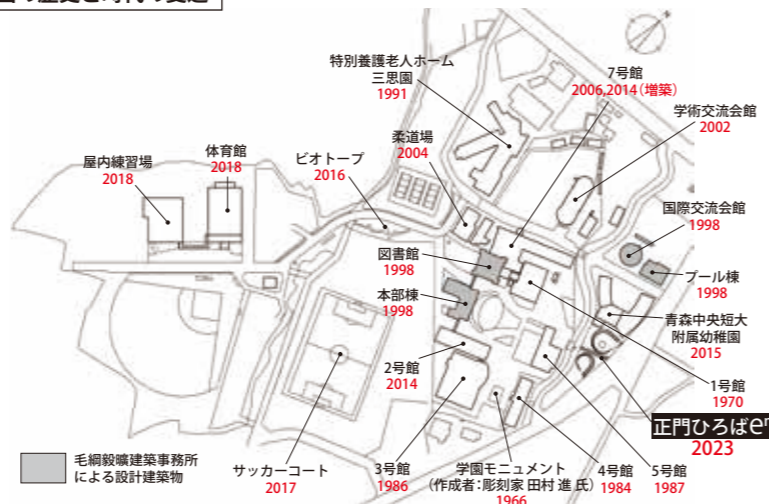 特別養護老人ホーム
三思園
1991
7号館
2006,2014(増築)
学術交流会館
2002
柔道場
2004
ビオトープ
2016
体育館
2018
屋内練習場
2018
国際交流会館
1998
プール棟
1998
図書館
1998
本部棟
1998
青森中央短大
附属幼稚園
2015
2号館
2014
1号館
1970
正門ひろば
2023
毛綱毅曠建築事務所
による設計建築物
サッカーコート
2017
3号館
1986
学園モニュメント
(作成者:彫刻家 田村 進 氏)
1966
4号館
1984
5号館
1987